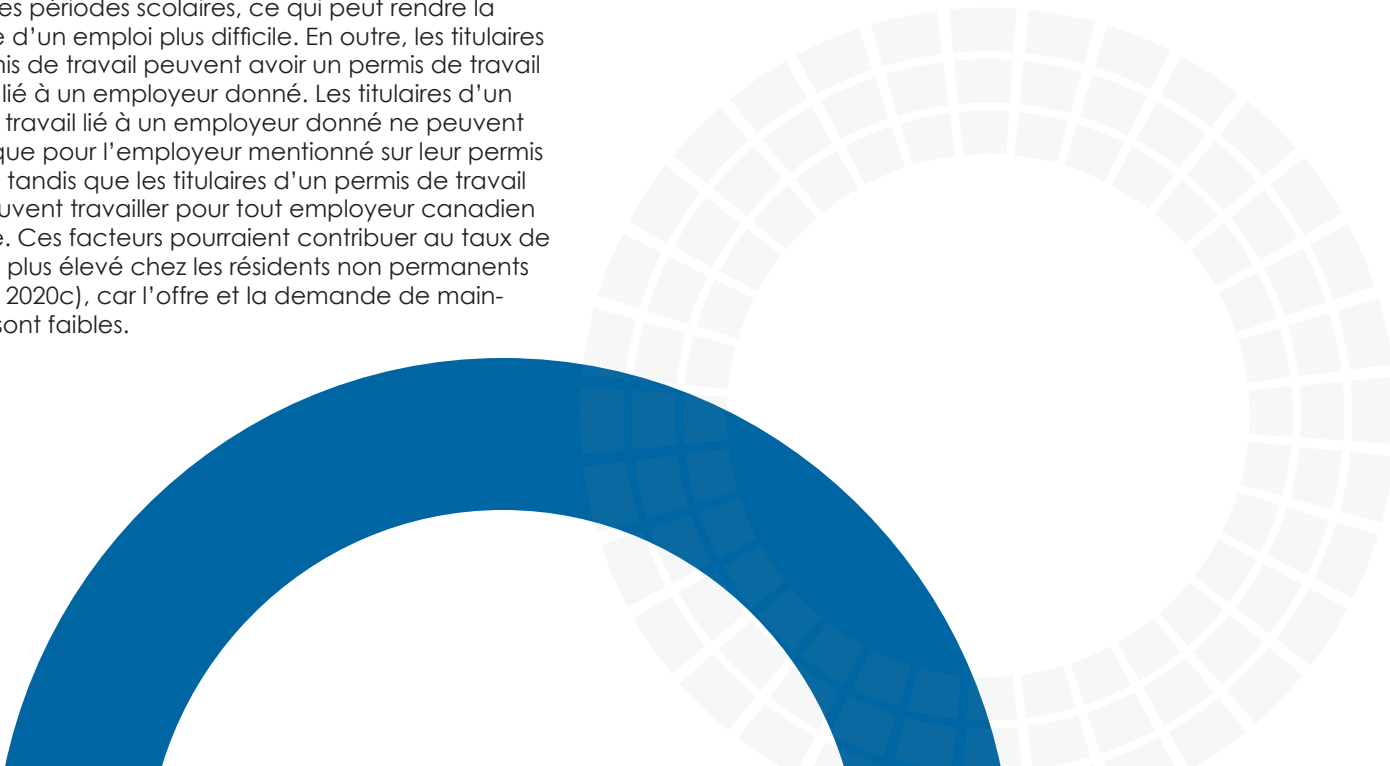 es périodes scolaires, ce qui peut rendre la
e d'un emploi plus difficile. En outre, les titulaires
mis de travail peuvent avoir un permis de travail
lié à un employeur donné. Les titulaires d'un
travail lié à un employeur donné ne peuvent
que pour l'employeur mentionné sur leur permis
tandis que les titulaires d'un permis de travail
uvent travailler pour tout employeur canadien
e. Ces facteurs pourraient contribuer au taux de
plus élevé chez les résidents non permanents
2020c), car l'offre et la demande de main-
sont faibles.